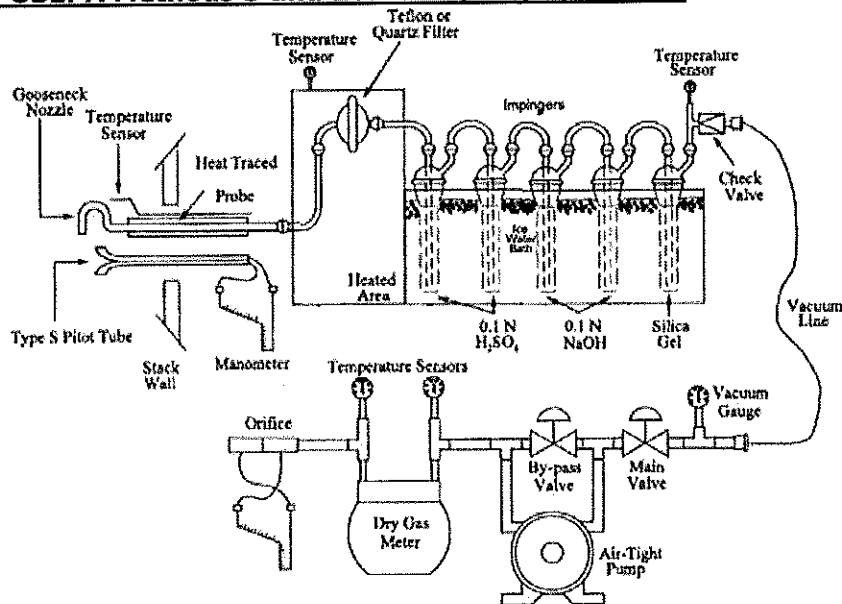 Teflon or
Quartz Filter
Temperature
Sensor
Temperature
Sensor
Gooseneck
Nozzle
Temperature
Sensor
Impingers
Heat Traced
Probe
Check
Valve
Ice
Water
Bath
Heated
Area
Type S Pitot Tube
Stack
Wall
Manometer
0.1 N
H₂SO₄
0.1 N
NaOH
Silica
Gel
Vacuum
Line
Temperature Sensors
Vacuum
Gauge
Orifice
By-pass
Valve
Main
Valve
Dry Gas
Meter
Air-Tight
Pump